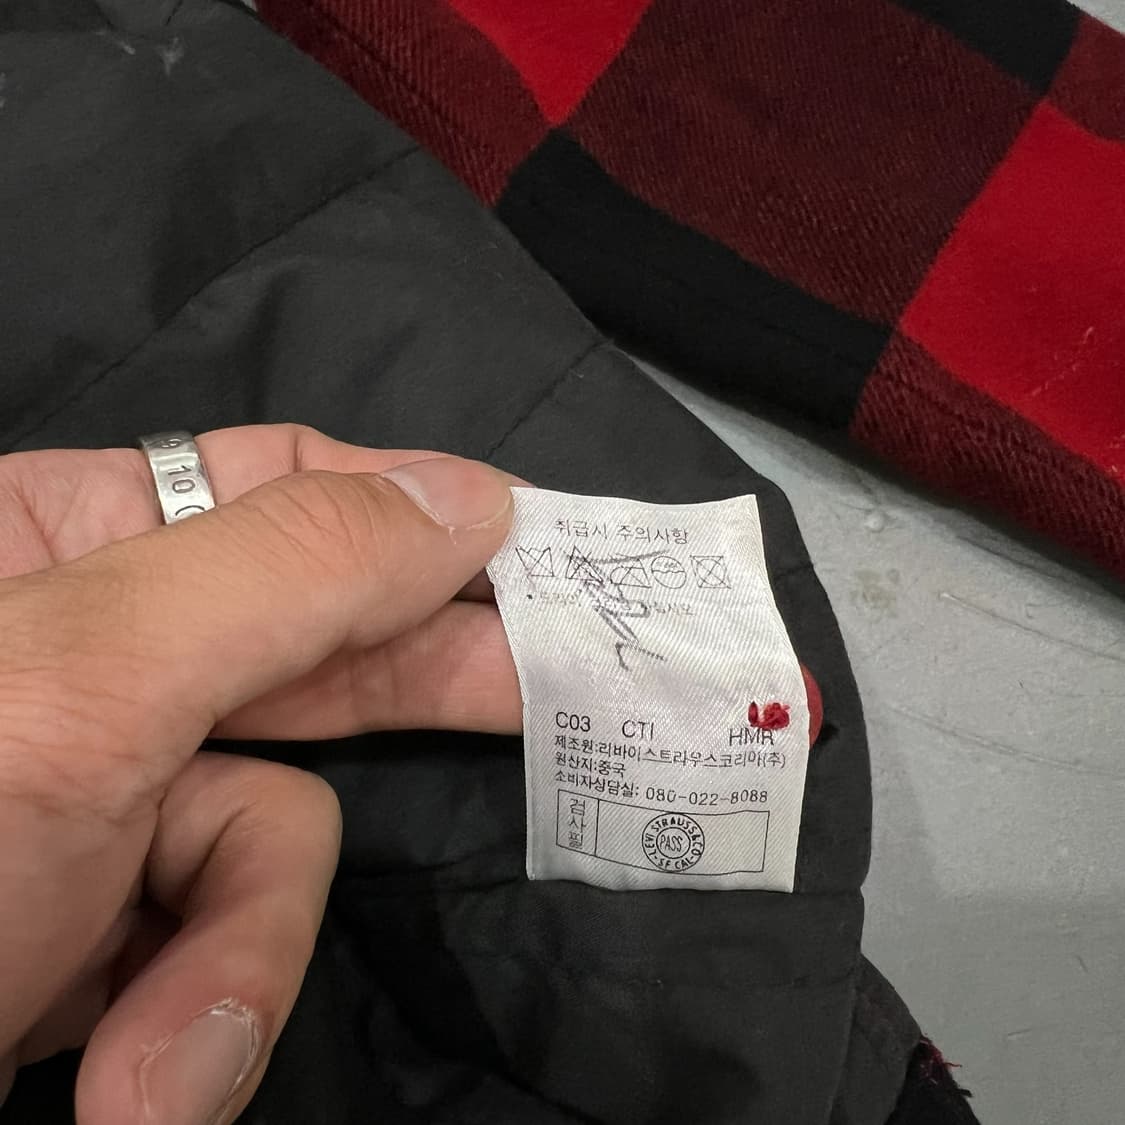 10
취급시 주의사항
C03 CTI HMR
제조원:리바이스트라우스코리아(주)
원산지:중국
소비자상담실: 080-022-8088
검사필
LEVI STRAUSS & CO
PASS
-SF CAL-